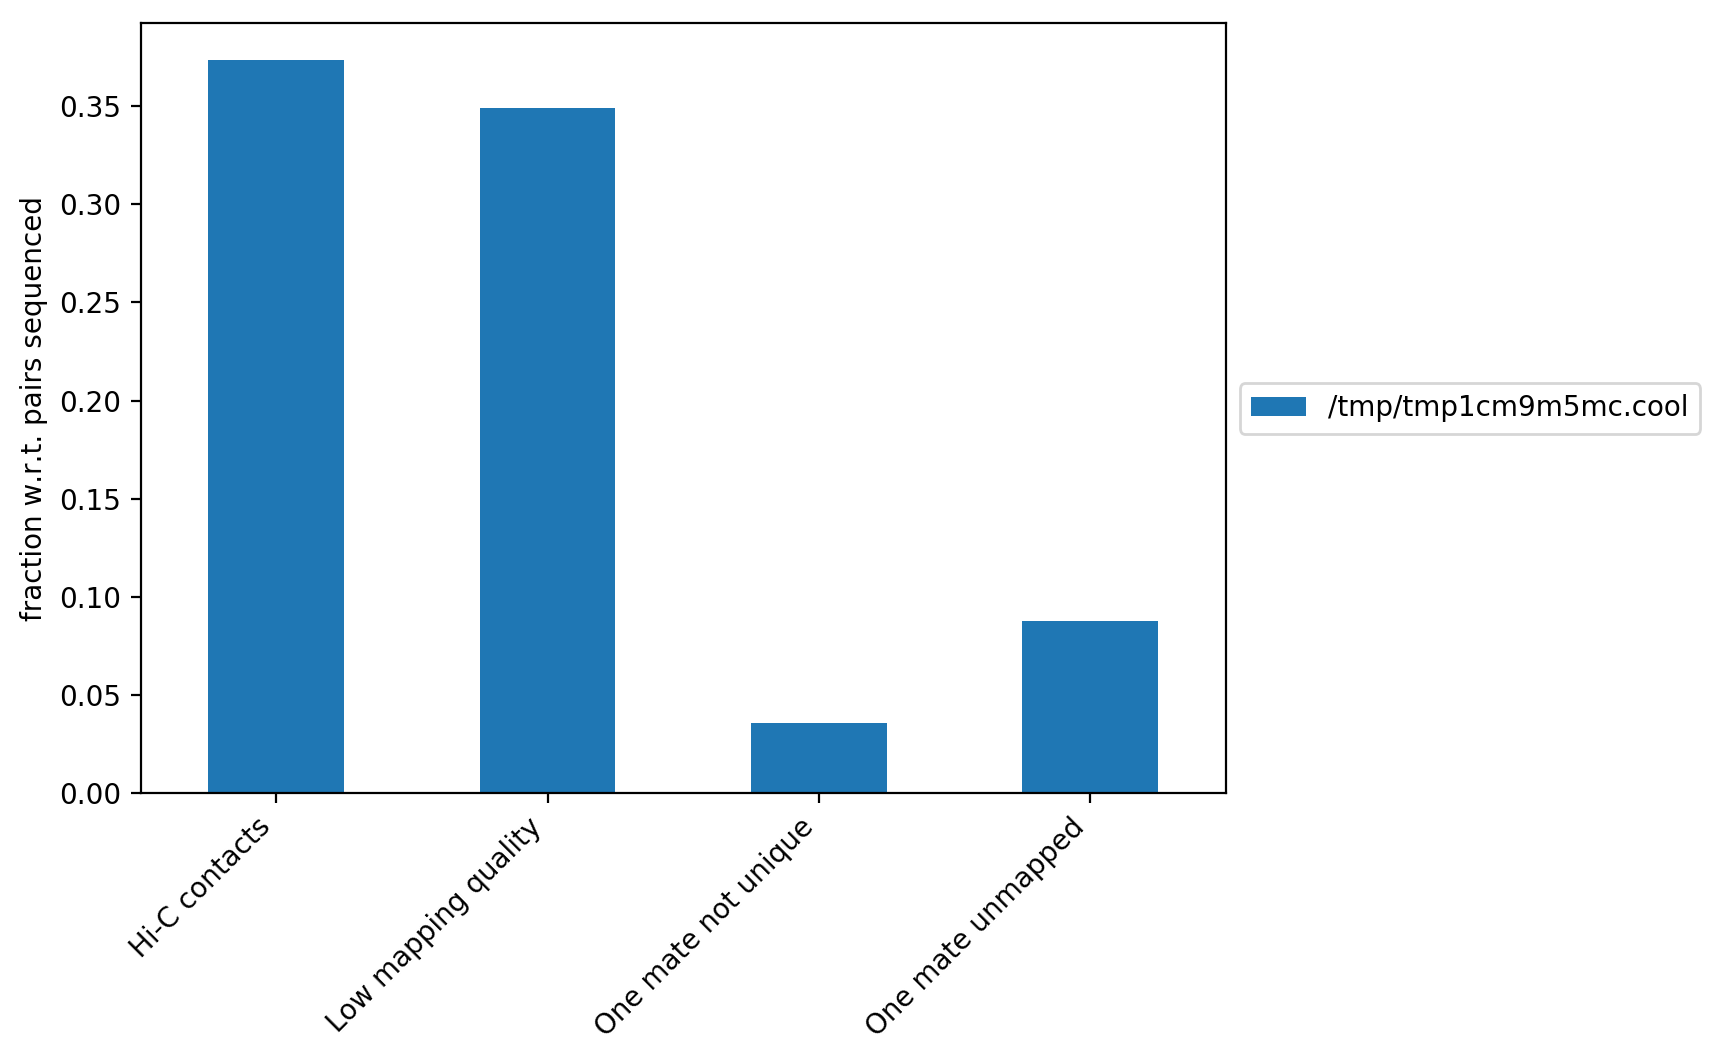 fraction w.r.t. pairs sequenced
0.35
0.30
0.25
0.20
0.15
0.10
0.05
0.00
Hi-C contacts
Low mapping quality
One mate not unique
One mate unmapped
/tmp/tmp1cm9m5mc.cool